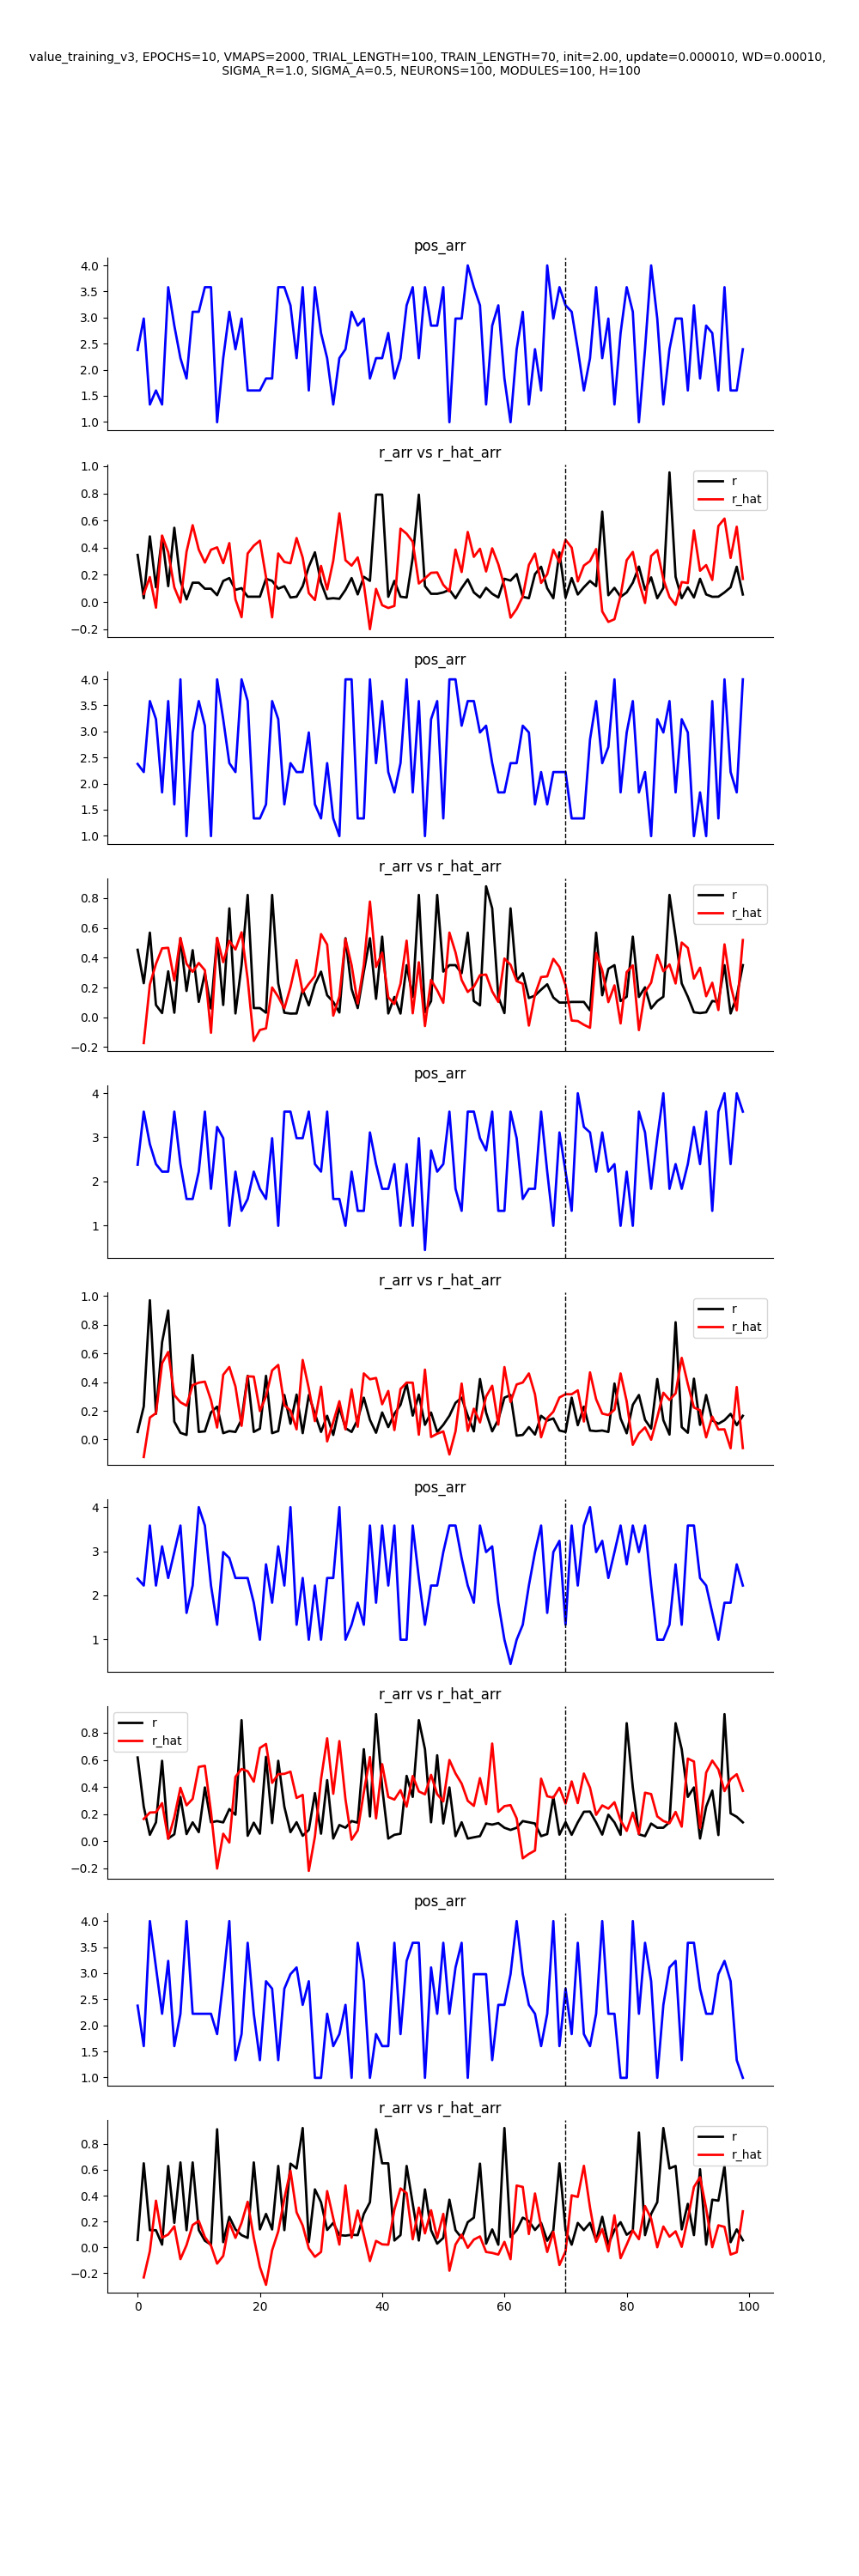 value_training_v3, EPOCHS=10, VMAPS=2000, TRIAL_LENGTH=100, TRAIN_LENGTH=70, init=2.00, update=0.000010, WD=0.00010,
SIGMA_R=1.0, SIGMA_A=0.5, NEURONS=100, MODULES=100, H=100
pos_arr
4.0
3.5
3.0
2.5
2.0
1.5
1.0
r_arr vs r_hat_arr
1.0
0.8
0.6
0.4
0.2
0.0
−0.2
r
r_hat
pos_arr
4.0
3.5
3.0
2.5
2.0
1.5
1.0
r_arr vs r_hat_arr
0.8
0.6
0.4
0.2
0.0
−0.2
r
r_hat
pos_arr
4
3
2
1
r_arr vs r_hat_arr
1.0
0.8
0.6
0.4
0.2
0.0
r
r_hat
pos_arr
4
3
2
1
r_arr vs r_hat_arr
0.8
0.6
0.4
0.2
0.0
−0.2
r
r_hat
pos_arr
4.0
3.5
3.0
2.5
2.0
1.5
1.0
r_arr vs r_hat_arr
0.8
0.6
0.4
0.2
0.0
−0.2
r
r_hat
0 20 40 60 80 100